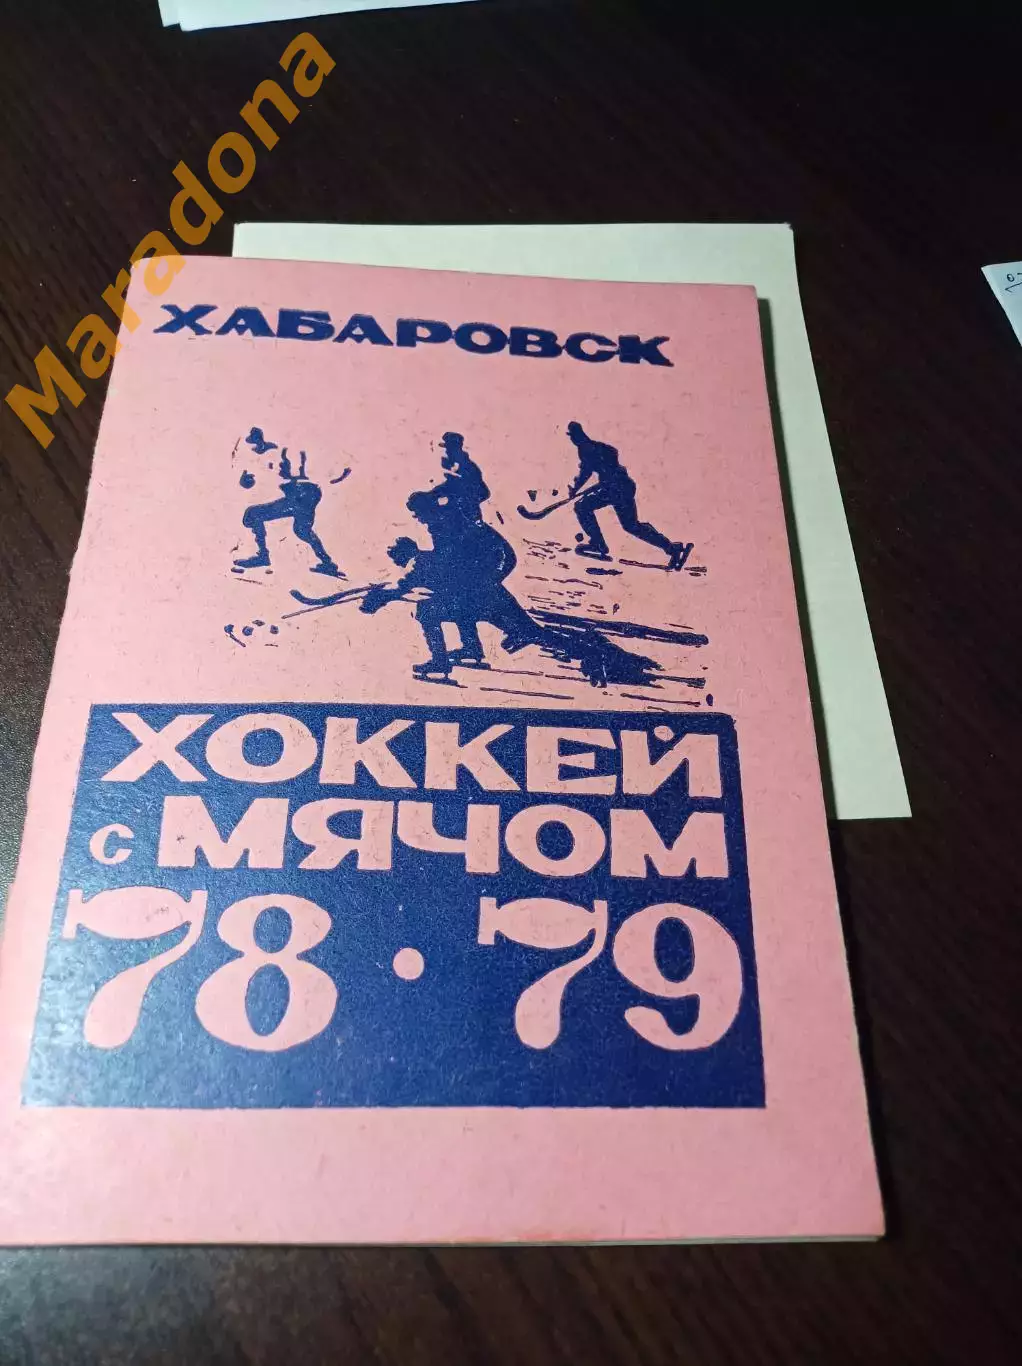 Maradona
ХАБАРОВСК
ХОККЕЙ
с МЯЧОМ
78 · 79